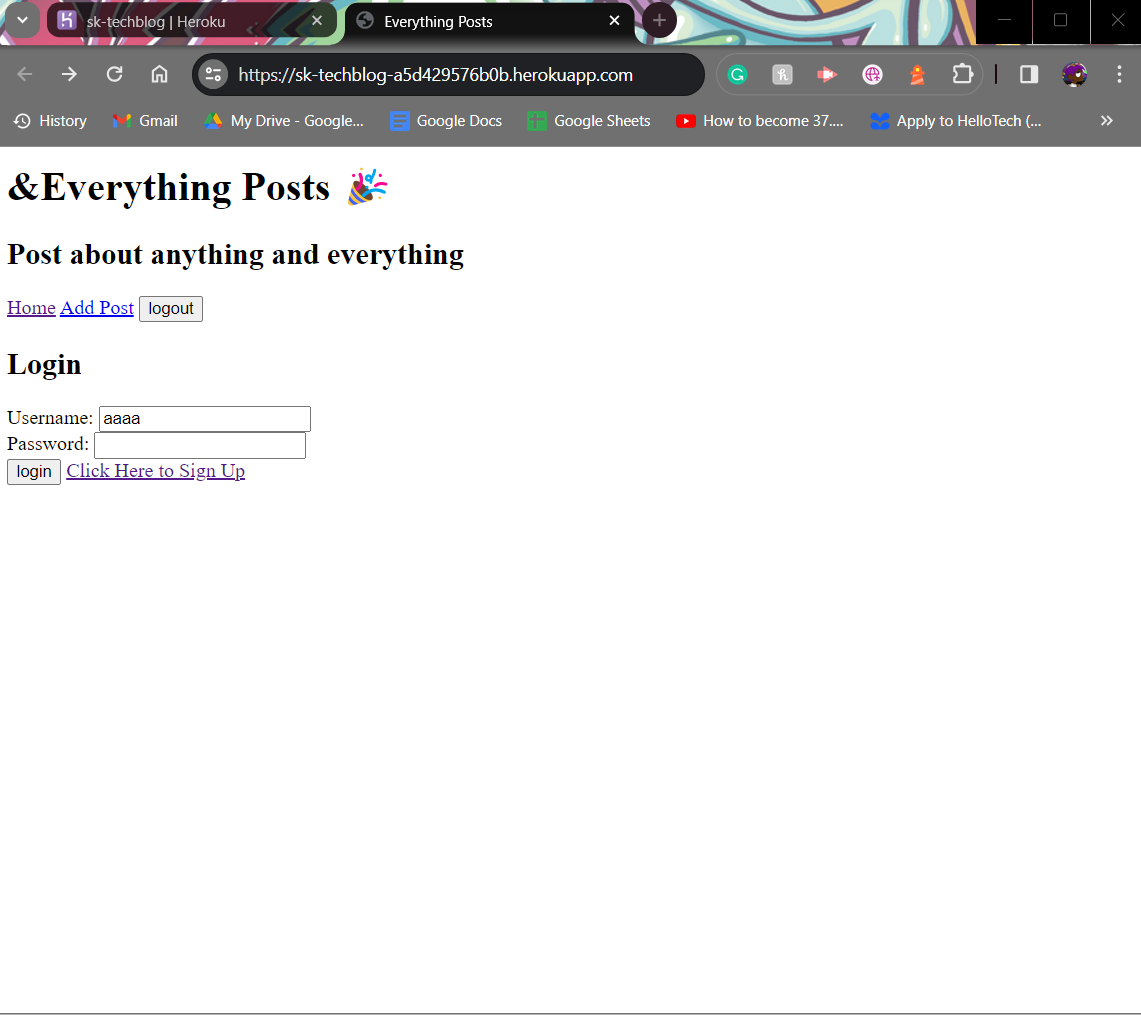 sk-techblog | Heroku
Everything Posts
https://sk-techblog-a5d429576b0b.herokuapp.com
History Gmail My Drive - Google... Google Docs Google Sheets How to become 37.... Apply to HelloTech (...
&Everything Posts 🎉
Post about anything and everything
Home Add Post logout
Login
Username: aaaa
Password:
login Click Here to Sign Up